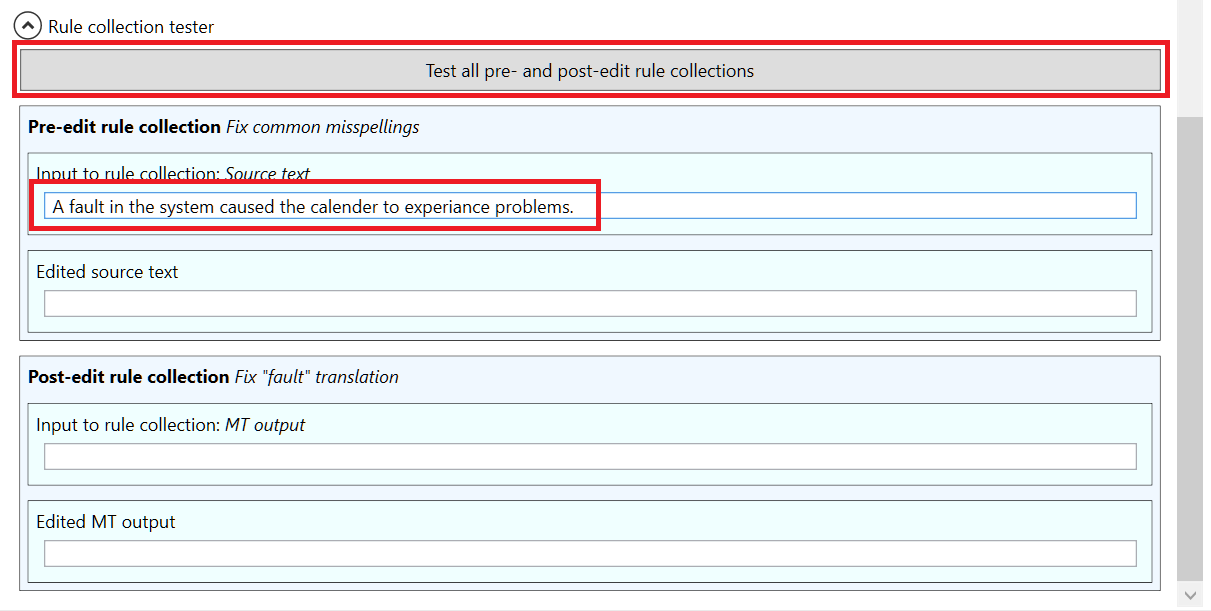 Rule collection tester
Test all pre- and post-edit rule collections
Pre-edit rule collection Fix common misspellings
Input to rule collection: Source text
A fault in the system caused the calender to experiance problems.
Edited source text
Post-edit rule collection Fix "fault" translation
Input to rule collection: MT output
Edited MT output